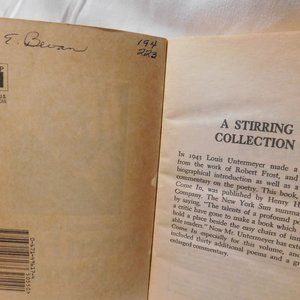 E. Bevan
194
223
A STIRRING
COLLECTION
In 1943 Louis Untermeyer made a
from the work of Robert Frost, and
biographical introduction as well as a
commentary on the poetry. This book,
Come In, was published by Henry H
Company. The New York Sun summe
by saying, "The talents of a profound
a critic have gone to make a book which
hold a place beside the easy chairs of in
able readers." Now Mr. Untermeyer has ex
Come In especially for this volume, an
included thirty additional poems and a gr
enlarged commentary.